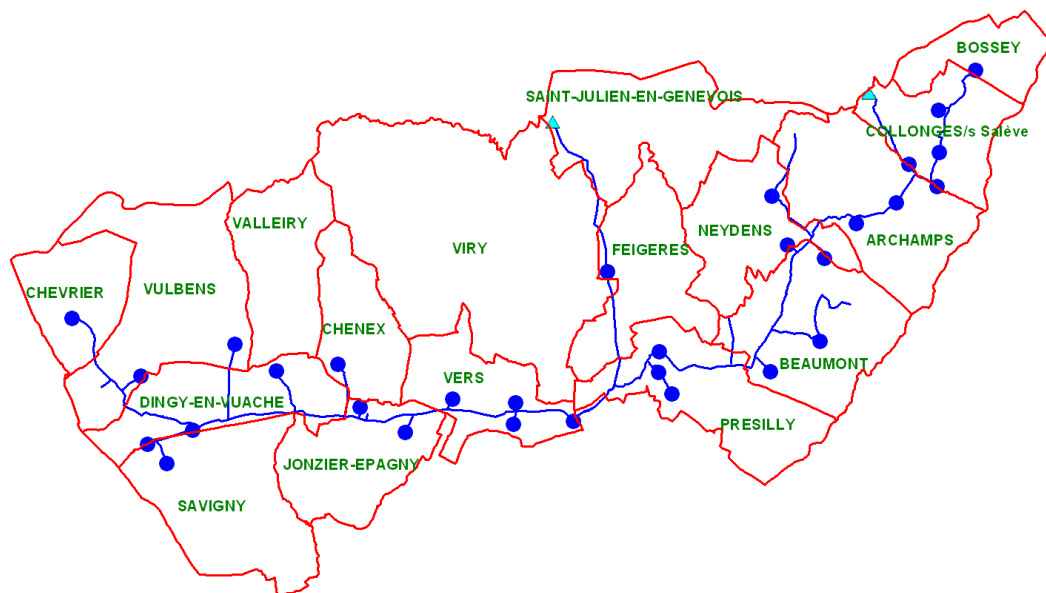 BOSSEY
SAINT-JULIEN-EN-GENEVOIS
COLLONGES/s Salève
VALLEIRY
VIRY
FEIGERES
NEYDENS
ARCHAMPS
CHEVRIER
VULBENS
CHENEX
BEAUMONT
VERS
DINGY-EN-VUACHE
PRESILLY
JONZIER-EPAGNY
SAVIGNY